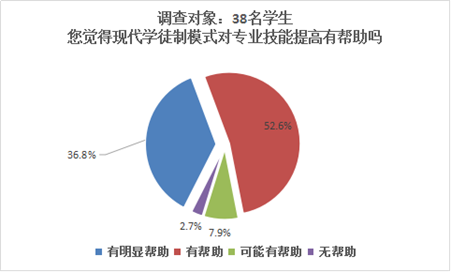 调查对象：38名学生
您觉得现代学徒制模式对专业技能提高有帮助吗
52.6%
36.8%
2.7%
7.9%
有明显帮助 有帮助 可能有帮助 无帮助